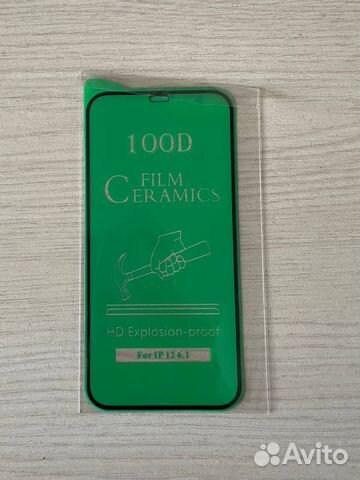 100D
FILM
CERAMICS
HD Explosion-proof
For IP 12 6.1
Avito